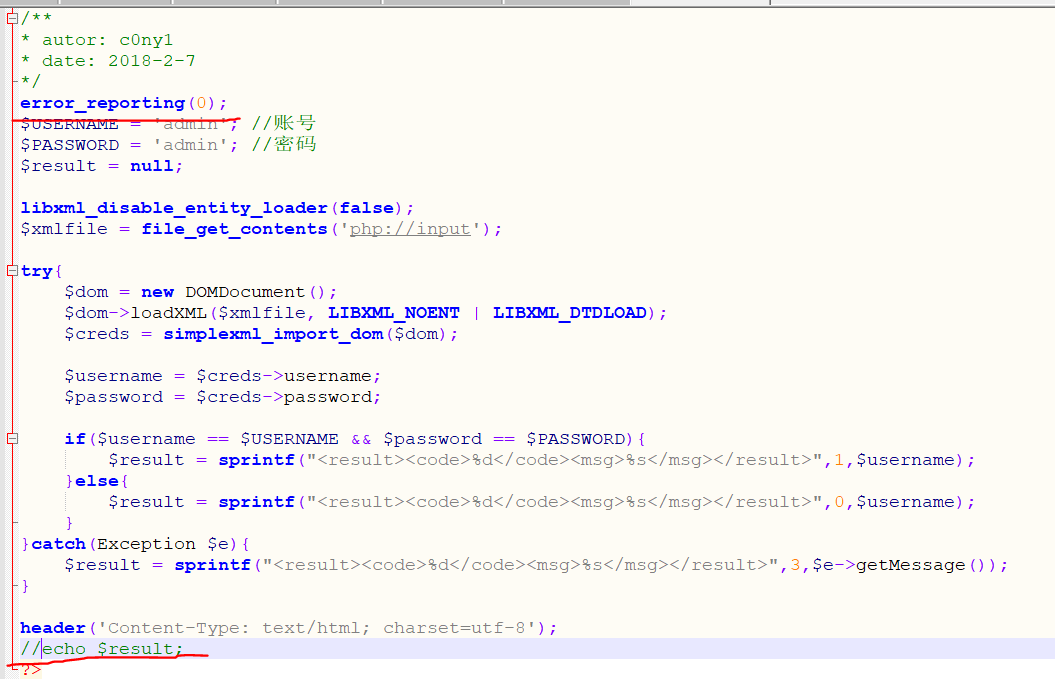 /**
* autor: c0ny1
* date: 2018-2-7
*/
error_reporting(0);
$USERNAME = 'admin'; //账号
$PASSWORD = 'admin'; //密码
$result = null;
libxml_disable_entity_loader(false);
$xmlfile = file_get_contents('php://input');
try{
$dom = new DOMDocument();
$dom->loadXML($xmlfile, LIBXML_NOENT | LIBXML_DTDLOAD);
$creds = simplexml_import_dom($dom);
$username = $creds->username;
$password = $creds->password;
if($username == $USERNAME && $password == $PASSWORD){
$result = sprintf("<result><code>%d</code><msg>%s</msg></result>",1,$username);
}else{
$result = sprintf("<result><code>%d</code><msg>%s</msg></result>",0,$username);
}
}catch(Exception $e){
$result = sprintf("<result><code>%d</code><msg>%s</msg></result>",3,$e->getMessage());
}
header('Content-Type: text/html; charset=utf-8');
//echo $result;
?>